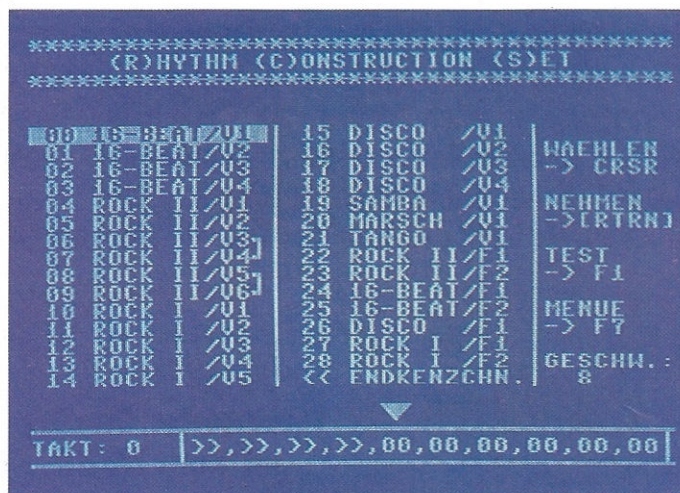 ****************************************
(R)HYTHM (C)ONSTRUCTION (S)ET
****************************************
00 16-BEAT/V1
01 16-BEAT/V2
02 16-BEAT/V3
03 16-BEAT/V4
04 ROCK II/V1
05 ROCK II/V2
06 ROCK II/V3]
07 ROCK II/V4
08 ROCK II/V5]
09 ROCK II/V6
10 ROCK I /V1
11 ROCK I /V2
12 ROCK I /V3
13 ROCK I /V4
14 ROCK I /V5
15 DISCO /V1
16 DISCO /V2
17 DISCO /V3
18 DISCO /V4
19 SAMBA /V1
20 MARSCH /V1
21 TANGO /V1
22 ROCK II/F1
23 ROCK II/F2
24 16-BEAT/F1
25 16-BEAT/F2
26 DISCO /F1
27 ROCK I /F1
28 ROCK I /F2
<< ENDKENZCHN.
WAEHLEN
-> CRSR
NEHMEN
->[RTRN]
TEST
-> F1
MENUE
-> F7
GESCHW.:
8
TAKT: 0 >>,>>,>>,>>,00,00,00,00,00,00